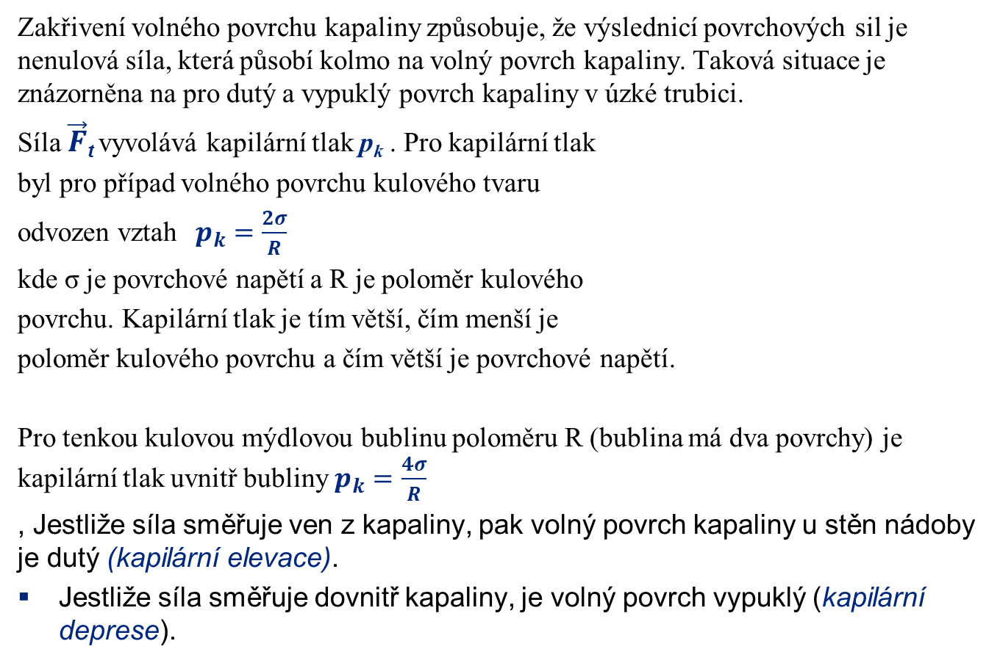 Zakřivení volného povrchu kapaliny způsobuje, že výslednicí povrchových sil je
nenulová síla, která působí kolmo na volný povrch kapaliny. Taková situace je
znázorněna na pro dutý a vypuklý povrch kapaliny v úzké trubici.
Síla $\vec{F}_t$ vyvolává kapilární tlak $p_k$ . Pro kapilární tlak
byl pro případ volného povrchu kulového tvaru
odvozen vztah $p_k = \frac{2\sigma}{R}$
kde σ je povrchové napětí a R je poloměr kulového
povrchu. Kapilární tlak je tím větší, čím menší je
poloměr kulového povrchu a čím větší je povrchové napětí.
Pro tenkou kulovou mýdlovou bublinu poloměru R (bublina má dva povrchy) je
kapilární tlak uvnitř bubliny $p_k = \frac{4\sigma}{R}$
, Jestliže síla směřuje ven z kapaliny, pak volný povrch kapaliny u stěn nádoby
je dutý (kapilární elevace).
▪ Jestliže síla směřuje dovnitř kapaliny, je volný povrch vypuklý (kapilární
deprese).